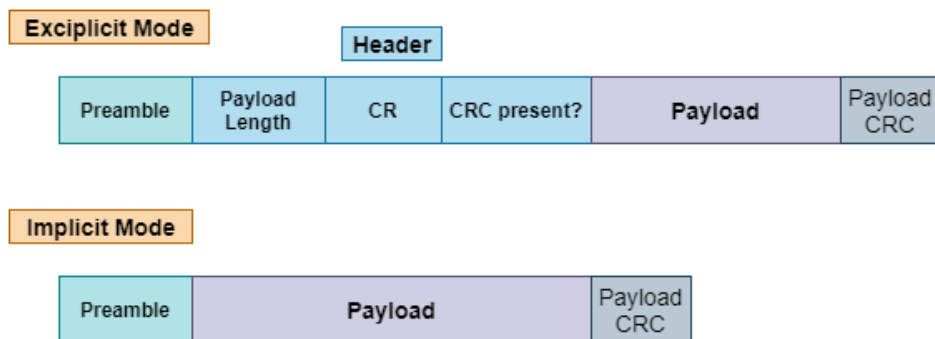 Exciplicit Mode
Header
Preamble
Payload
Length
CR
CRC present?
Payload
Payload
CRC
Implicit Mode
Preamble
Payload
Payload
CRC